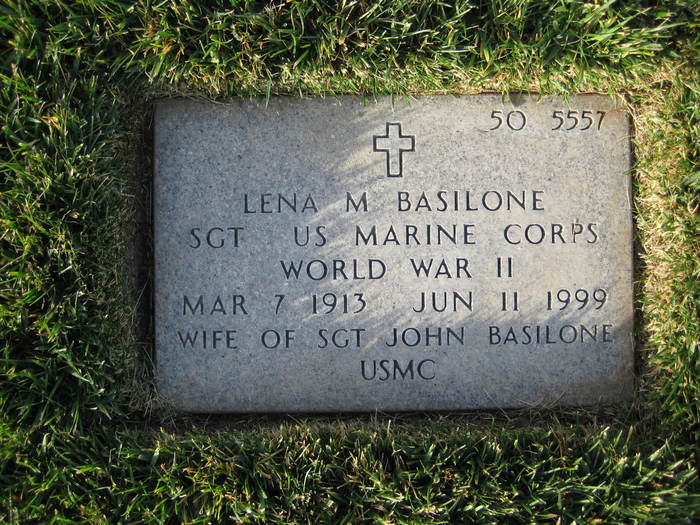 50 5557
LENA M BASILONE
SGT US MARINE CORPS
WORLD WAR II
MAR 7 1913 JUN 11 1999
WIFE OF SGT JOHN BASILONE
USMC